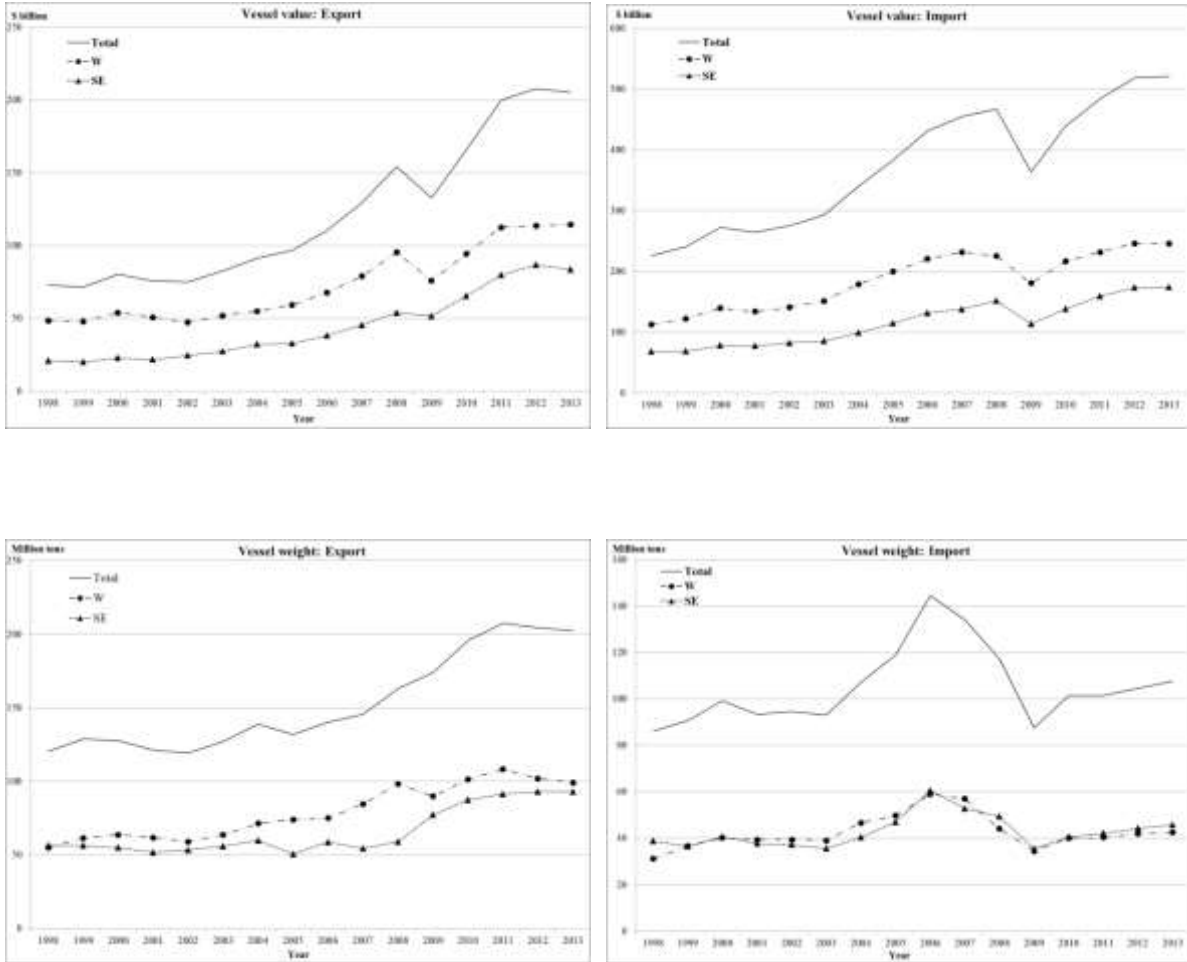 $ billion
Vessel value: Export
250
Total
W
SE
200
150
100
50
0
1998 1999 2000 2001 2002 2003 2004 2005 2006 2007 2008 2009 2010 2011 2012 2013
Year
$ billion
Vessel value: Import
600
Total
W
SE
500
400
300
200
100
0
1998 1999 2000 2001 2002 2003 2004 2005 2006 2007 2008 2009 2010 2011 2012 2013
Year
Million tons
Vessel weight: Export
250
Total
W
SE
200
150
100
50
0
1998 1999 2000 2001 2002 2003 2004 2005 2006 2007 2008 2009 2010 2011 2012 2013
Year
Million tons
Vessel weight: Import
160
Total
W
SE
140
120
100
80
60
40
20
0
1998 1999 2000 2001 2002 2003 2004 2005 2006 2007 2009 2010 2011 2012 2013
Year